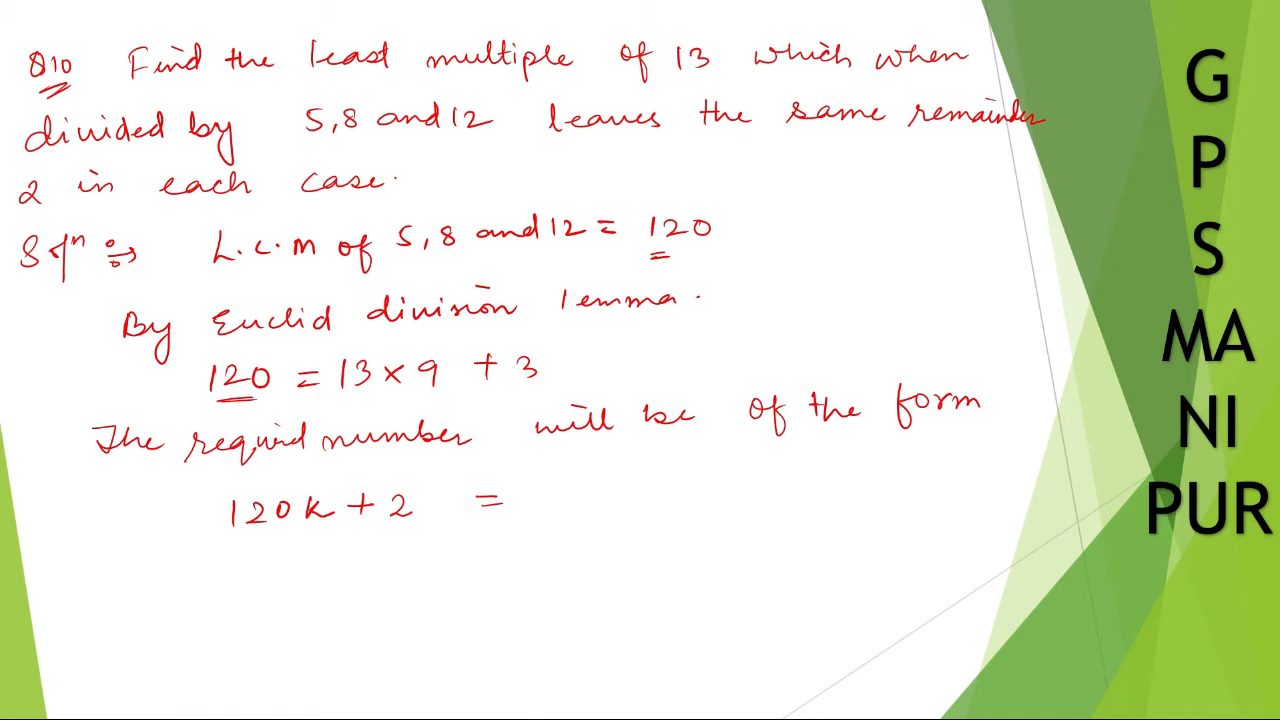 Q10 Find the least multiple of 13 which when
divided by 5,8 and 12 leaves the same remainder
2 in each case.
Sol^n :→ L.C.M of 5,8 and 12 = 120
By Euclid division lemma.
120 = 13 × 9 + 3
The required number will be of the form
120k + 2 =
G
P
S
MA
NI
PUR